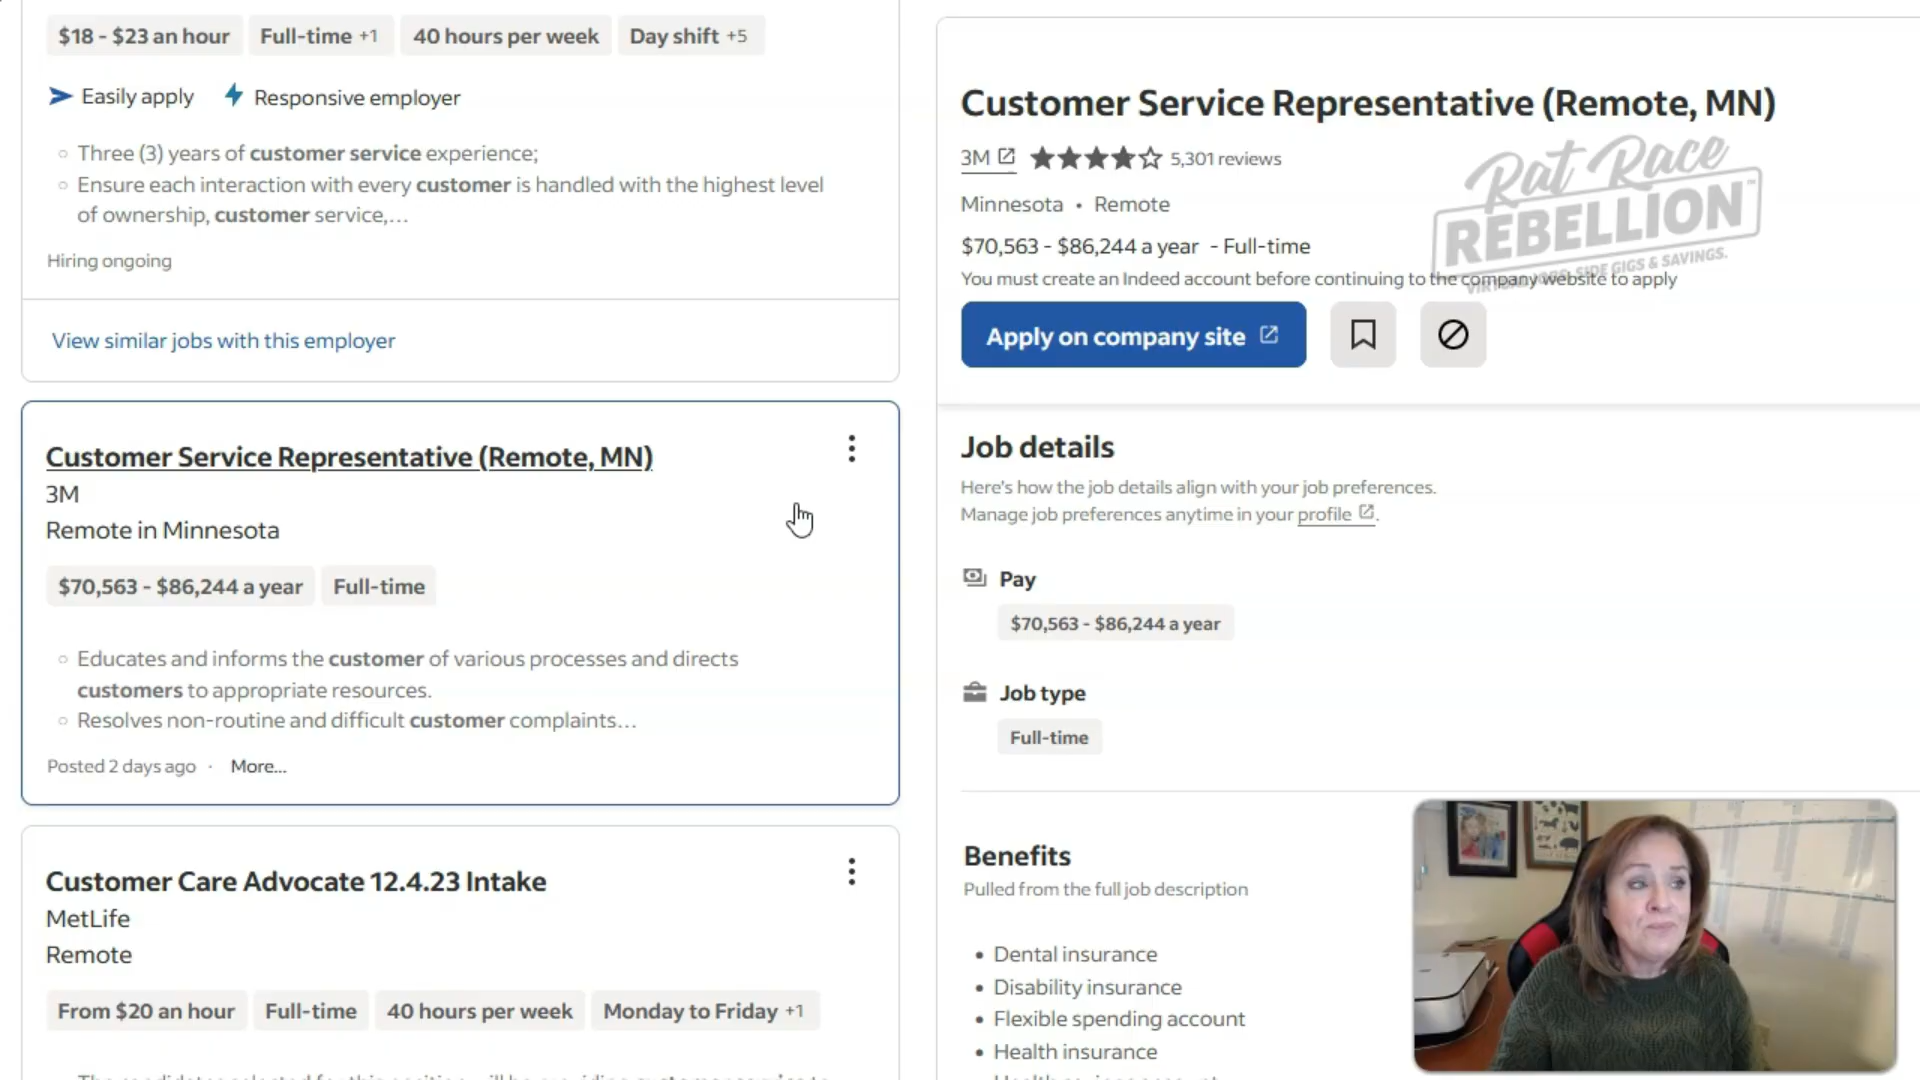 $18 - $23 an hour
Full-time +1
40 hours per week
Day shift +5
Easily apply
Responsive employer
Three (3) years of customer service experience;
Ensure each interaction with every customer is handled with the highest level
of ownership, customer service,...
Hiring ongoing
View similar jobs with this employer
Customer Service Representative (Remote, MN)
3M
Remote in Minnesota
$70,563 - $86,244 a year
Full-time
Educates and informs the customer of various processes and directs
customers to appropriate resources.
Resolves non-routine and difficult customer complaints...
Posted 2 days ago · More...
Customer Care Advocate 12.4.23 Intake
MetLife
Remote
From $20 an hour
Full-time
40 hours per week
Monday to Friday +1
Customer Service Representative (Remote, MN)
3M
5,301 reviews
Minnesota • Remote
$70,563 - $86,244 a year - Full-time
You must create an Indeed account before continuing to the company website to apply
Rat Race
REBELLION™
VIRTUAL JOBS, SIDE GIGS & SAVINGS.
Apply on company site
Job details
Here's how the job details align with your job preferences.
Manage job preferences anytime in your profile.
Pay
$70,563 - $86,244 a year
Job type
Full-time
Benefits
Pulled from the full job description
Dental insurance
Disability insurance
Flexible spending account
Health insurance